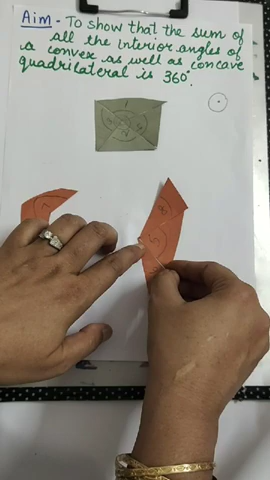 Aim - To show that the sum of
all the interior angles of
a convex as well as concave
quadrilateral is 360°.
1